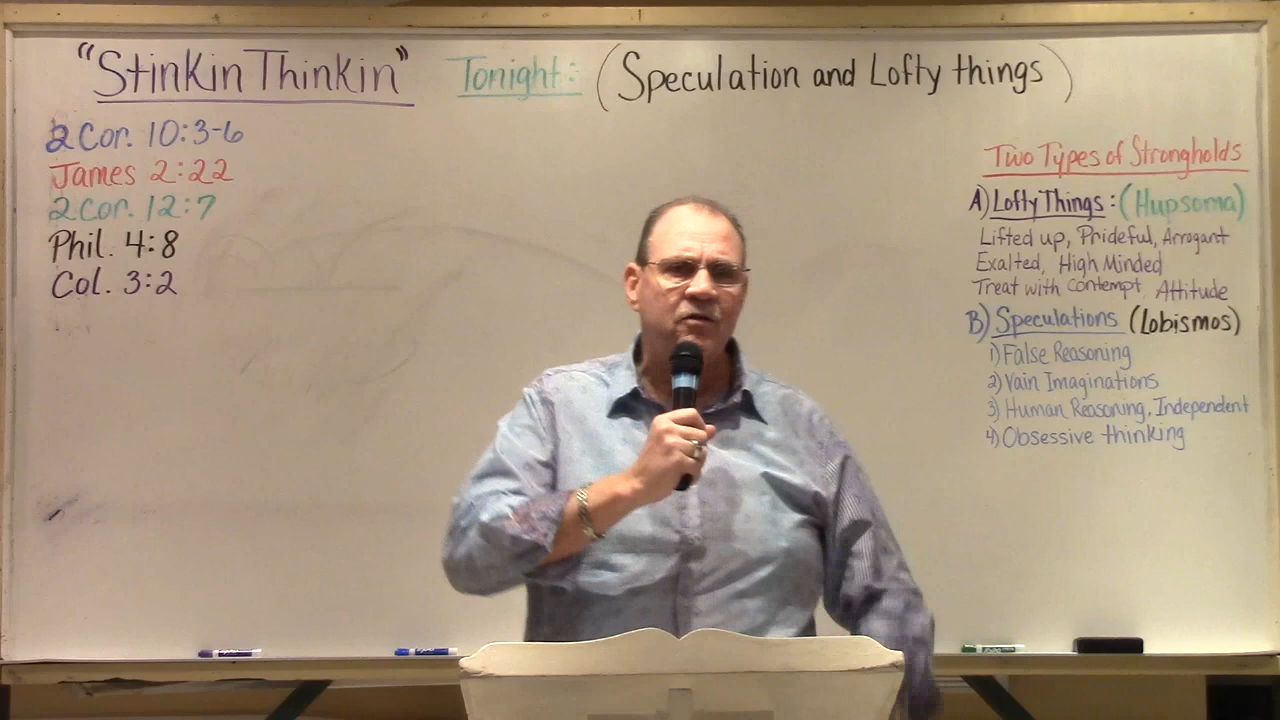 "Stinkin Thinkin" Tonight: (Speculation and Lofty things)
2 Cor. 10:3-6
James 2:22
2 Cor. 12:7
Phil. 4:8
Col. 3:2
Two Types of Strongholds
A) Lofty Things: (Hupsoma)
Lifted up, Prideful, Arrogant
Exalted, High Minded
Treat with contempt, Attitude
B) Speculations (Lobismos)
1) False Reasoning
2) Vain Imaginations
3) Human Reasoning, Independent
4) Obsessive thinking